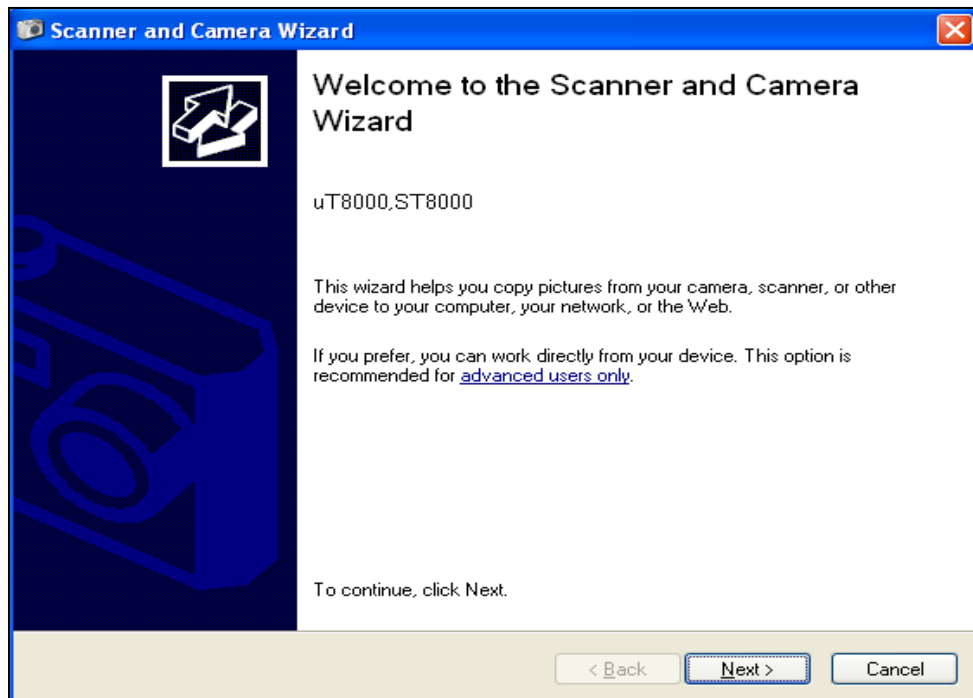 Scanner and Camera Wizard
Welcome to the Scanner and Camera
Wizard
uT8000,ST8000
This wizard helps you copy pictures from your camera, scanner, or other
device to your computer, your network, or the Web.
If you prefer, you can work directly from your device. This option is
recommended for advanced users only.
To continue, click Next.
< Back Next > Cancel